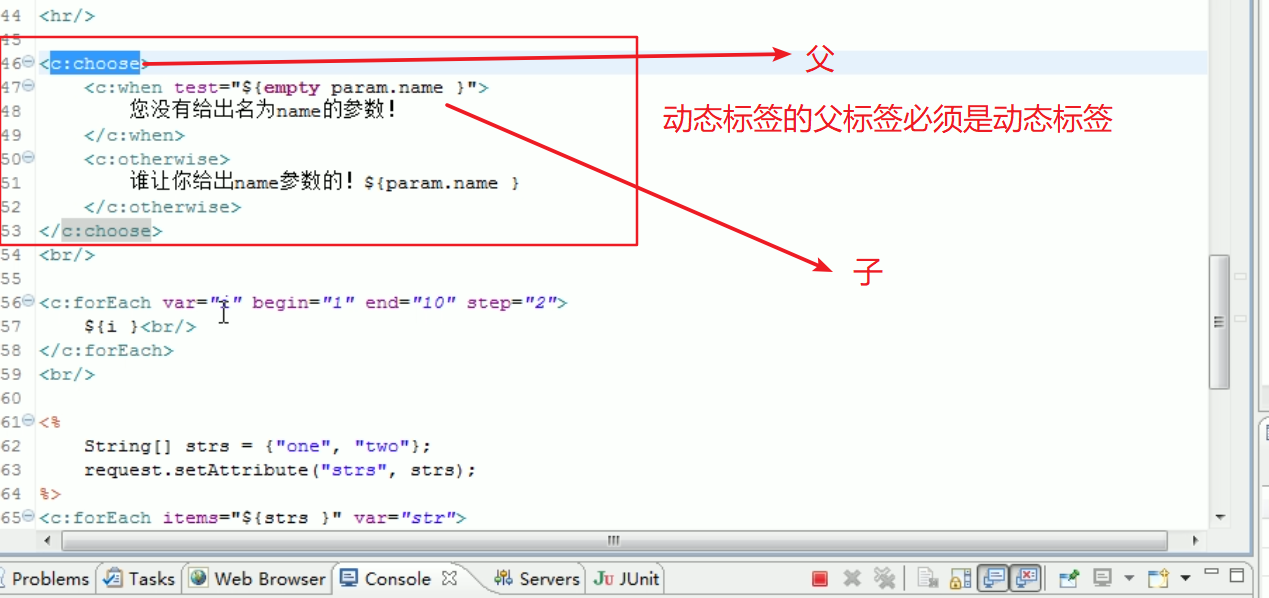 44 <hr/>
45
46 <c:choose> 父
47 <c:when test="${empty param.name }">
48 您没有给出名为name的参数！ 动态标签的父标签必须是动态标签
49 </c:when>
50 <c:otherwise>
51 谁让你给出name参数的！${param.name }
52 </c:otherwise>
53 </c:choose>
54 <br/>
子
55
56 <c:forEach var="i" begin="1" end="10" step="2">
57 ${i }<br/>
58 </c:forEach>
59 <br/>
60
61 <%
62 String[] strs = {"one", "two"};
63 request.setAttribute("strs", strs);
64 %>
65 <c:forEach items="${strs }" var="str">
Problems Tasks Web Browser Console Servers JUnit